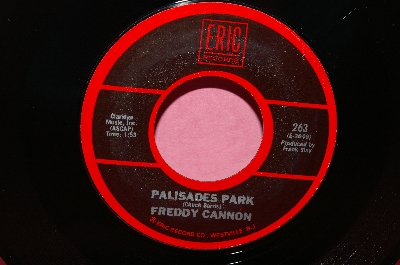 ERIC
RECORDS
Claridge
Music, Inc.
(ASCAP)
Time: 1:53
263
Produced by
Frank Slay
PALISADES PARK
(Chuck Barris)
FREDDY CANNON
ERIC RECORD CO., WESTVILLE, N.J.